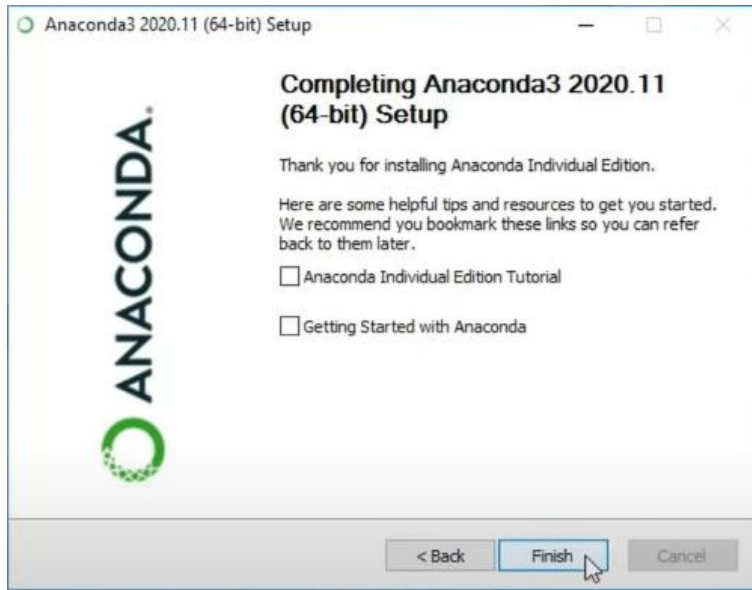 Anaconda3 2020.11 (64-bit) Setup
ANACONDA.
Completing Anaconda3 2020.11
(64-bit) Setup
Thank you for installing Anaconda Individual Edition.
Here are some helpful tips and resources to get you started.
We recommend you bookmark these links so you can refer
back to them later.
Anaconda Individual Edition Tutorial
Getting Started with Anaconda
< Back
Finish
Cancel